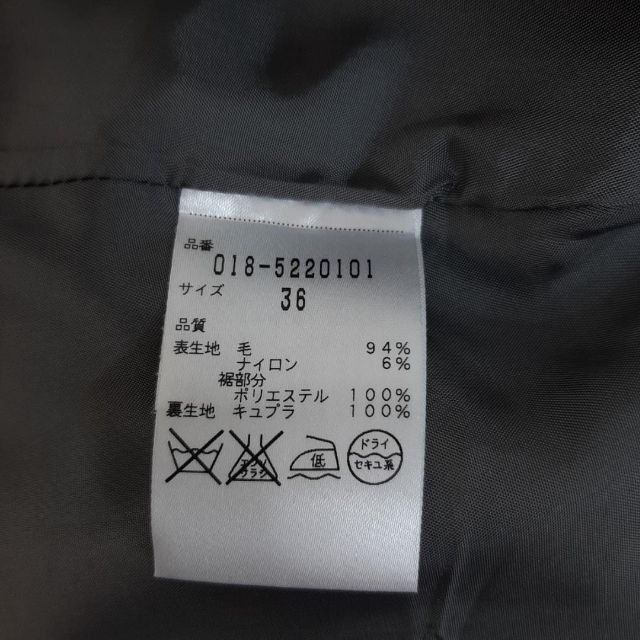 品番
018-5220101
サイズ
36
品質
表生地 毛 94%
ナイロン 6%
裾部分
ポリエステル 100%
裏生地 キュプラ 100%
低
ドライ
セキユ系